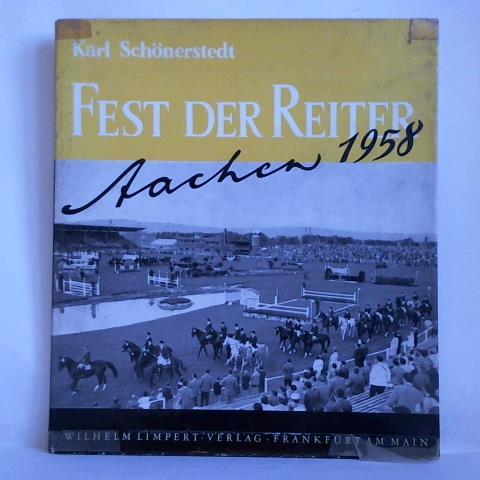 Karl Schönerstedt
FEST DER REITER
Aachen 1958
WILHELM LIMPERT-VERLAG · FRANKFURT AM MAIN